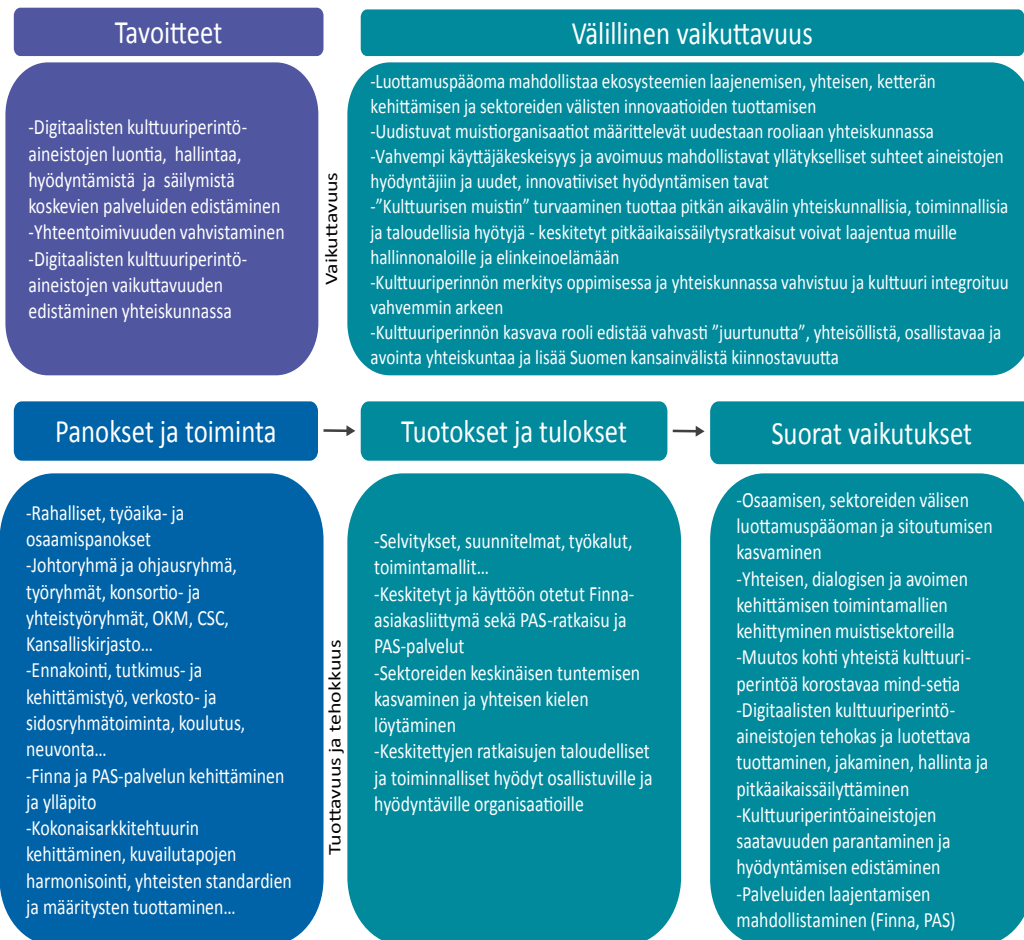 Tavoitteet
-Digitaalisten kulttuuriperintö-
aineistojen luontia, hallintaa,
hyödyntämistä ja säilymistä
koskevien palveluiden edistäminen
-Yhteentoimivuuden vahvistaminen
-Digitaalisten kulttuuriperintö-
aineistojen vaikuttavuuden
edistäminen yhteiskunnassa
Vaikuttavuus
Välillinen vaikuttavuus
-Luottamuspääoma mahdollistaa ekosysteemien laajenemisen, yhteisen, ketterän
kehittämisen ja sektoreiden välisten innovaatioiden tuottamisen
-Uudistuvat muistiorganisaatiot määrittelevät uudestaan rooliaan yhteiskunnassa
-Vahvempi käyttäjäkeskeisyys ja avoimuus mahdollistavat yllätykselliset suhteet aineistojen
hyödyntäjiin ja uudet, innovatiiviset hyödyntämisen tavat
-”Kulttuurisen muistin” turvaaminen tuottaa pitkän aikavälin yhteiskunnallisia, toiminnallisia
ja taloudellisia hyötyjä - keskitetyt pitkäaikaissäilytysratkaisut voivat laajentua muille
hallinnonaloille ja elinkeinoelämään
-Kulttuuriperinnön merkitys oppimisessa ja yhteiskunnassa vahvistuu ja kulttuuri integroituu
vahvemmin arkeen
-Kulttuuriperinnön kasvava rooli edistää vahvasti ”juurtunutta”, yhteisöllistä, osallistavaa ja
avointa yhteiskuntaa ja lisää Suomen kansainvälistä kiinnostavuutta
Panokset ja toiminta
-Rahalliset, työaika- ja
osaamispanokset
-Johtoryhmä ja ohjausryhmä,
työryhmät, konsortio- ja
yhteistyöryhmät, OKM, CSC,
Kansalliskirjasto…
-Ennakointi, tutkimus- ja
kehittämistyö, verkosto- ja
sidosryhmätoiminta, koulutus,
neuvonta…
-Finna ja PAS-palvelun kehittäminen
ja ylläpito
-Kokonaisarkkitehtuurin
kehittäminen, kuvailutapojen
harmonisointi, yhteisten standardien
ja määritysten tuottaminen…
Tuottavuus ja tehokkuus
Tuotokset ja tulokset
-Selvitykset, suunnitelmat, työkalut,
toimintamallit…
-Keskitetyt ja käyttöön otetut Finna-
asiakasliittymä sekä PAS-ratkaisu ja
PAS-palvelut
-Sektoreiden keskinäisen tuntemisen
kasvaminen ja yhteisen kielen
löytäminen
-Keskitettyjen ratkaisujen taloudelliset
ja toiminnalliset hyödyt osallistuville ja
hyödyntäville organisaatioille
Suorat vaikutukset
-Osaamisen, sektoreiden välisen
luottamuspääoman ja sitoutumisen
kasvaminen
-Yhteisen, dialogisen ja avoimen
kehittämisen toimintamallien
kehittyminen muistisektoreilla
-Muutos kohti yhteistä kulttuuri-
perintöä korostavaa mind-setiä
-Digitaalisten kulttuuriperintö-
aineistojen tehokas ja luotettava
tuottaminen, jakaminen, hallinta ja
pitkäaikaissäilyttäminen
-Kulttuuriperintöaineistojen
saatavuuden parantaminen ja
hyödyntämisen edistäminen
-Palveluiden laajentamisen
mahdollistaminen (Finna, PAS)